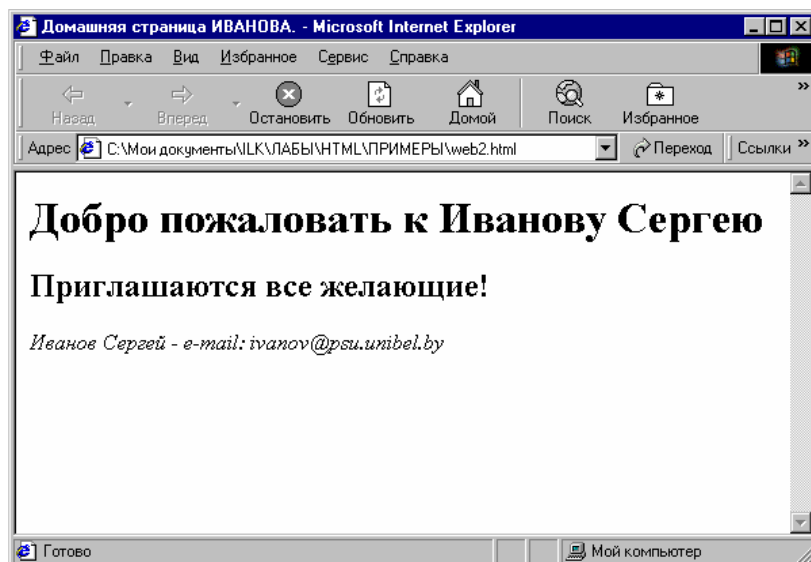 Домашняя страница ИВАНОВА. - Microsoft Internet Explorer
Файл Правка Вид Избранное Сервис Справка
Назад Вперед Остановить Обновить Домой Поиск Избранное »
Адрес C:\Мои документы\ILK\ЛАБЫ\HTML\ПРИМЕРЫ\web2.html Переход Ссылки »
Добро пожаловать к Иванову Сергею
Приглашаются все желающие!
Иванов Сергей - e-mail: ivanov@psu.unibel.by
Готово Мой компьютер